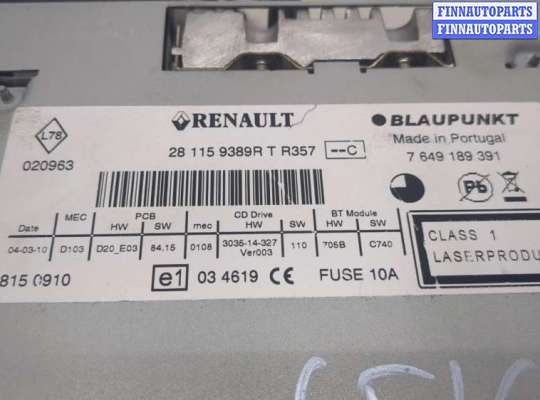 FINNAUTOPARTS
FINNAUTOPARTS
FINNAUTOPARTS
L78
020963
RENAULT
28 115 9389R T R357 --C
BLAUPUNKT
Made in Portugal
7 649 189 391
Pb
MEC PCB CD Drive BT Module
Date HW SW mec HW SW HW SW
04-03-10 D103 D20_E03 84.15 0108 3035-14-327 Ver003 110 705B C740
815 0910
e1 03 4619 CE FUSE 10A
CLASS 1
LASERPRODU